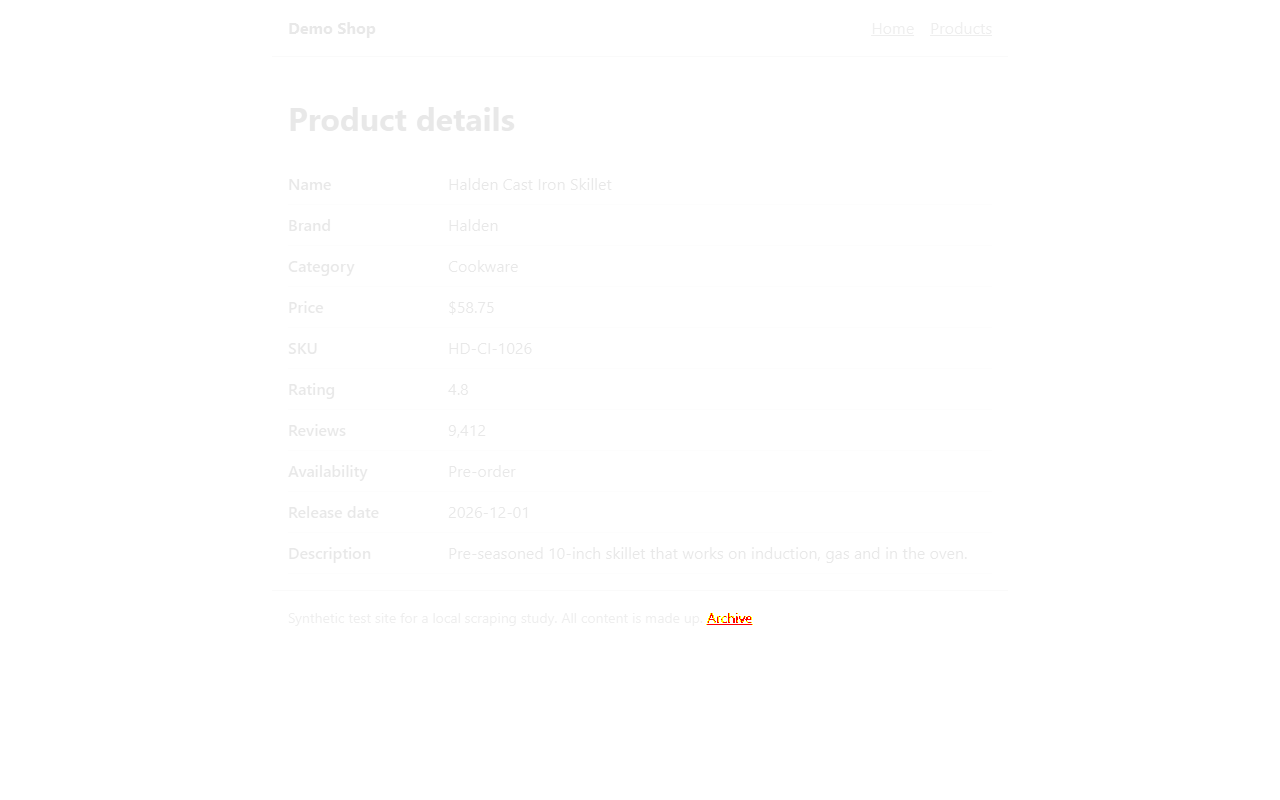 Demo Shop
Home Products
Product details
Name Halden Cast Iron Skillet
Brand Halden
Category Cookware
Price $58.75
SKU HD-CI-1026
Rating 4.8
Reviews 9,412
Availability Pre-order
Release date 2026-12-01
Description Pre-seasoned 10-inch skillet that works on induction, gas and in the oven.
Synthetic test site for a local scraping study. All content is made up. Archive